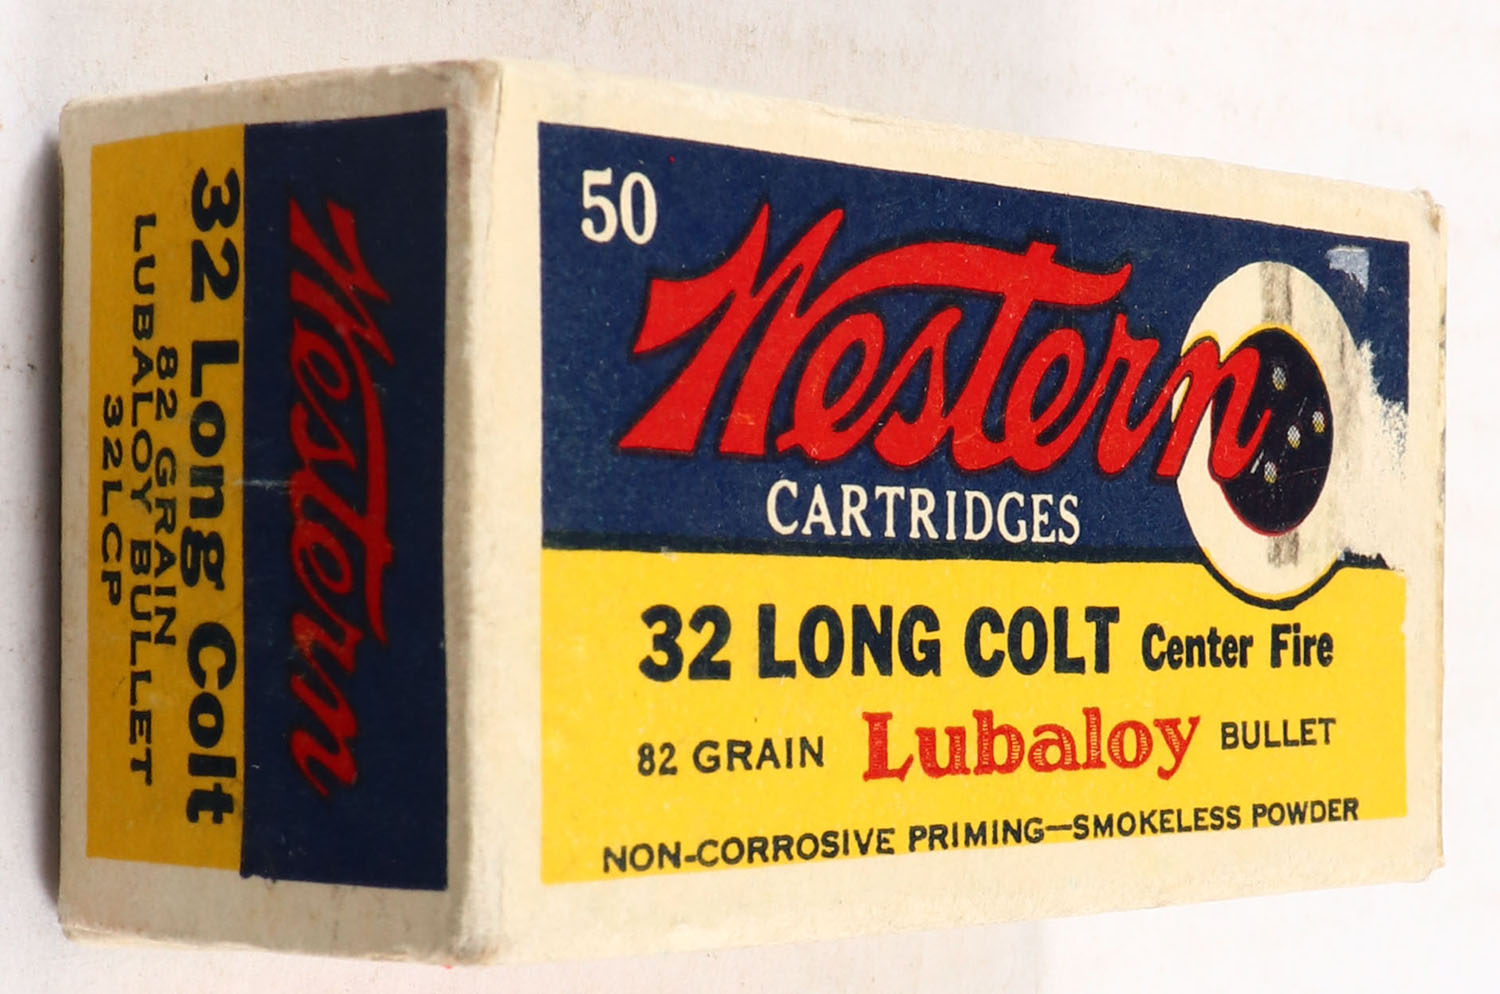 50
Western
CARTRIDGES
32 LONG COLT Center Fire
82 GRAIN Lubaloy BULLET
NON-CORROSIVE PRIMING—SMOKELESS POWDER
Western
32 Long Colt
82 GRAIN
LUBALOY BULLET
32LCP